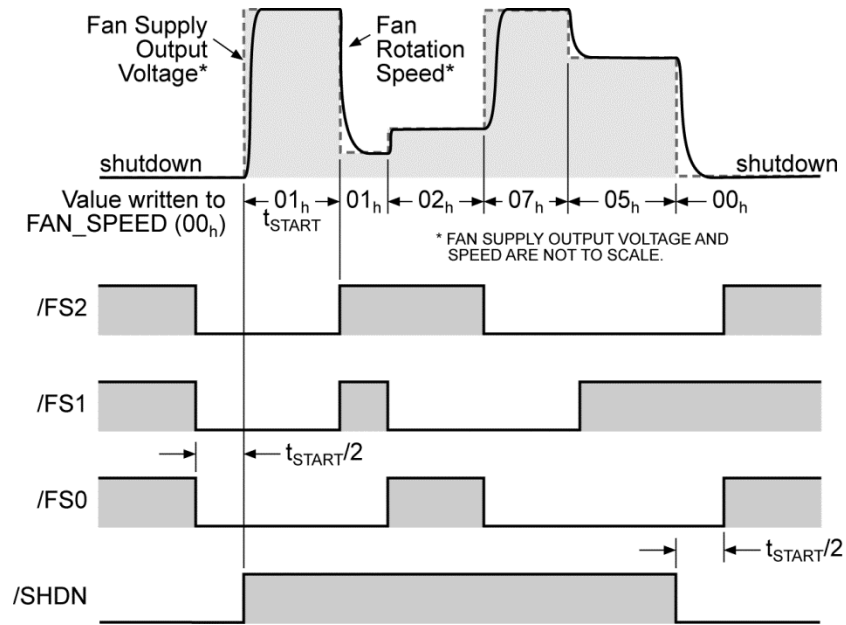 Fan Supply
Output
Voltage*
Fan
Rotation
Speed*
shutdown
shutdown
Value written to
FAN_SPEED (00h)
01h
tSTART
01h
02h
07h
05h
00h
* FAN SUPPLY OUTPUT VOLTAGE AND
SPEED ARE NOT TO SCALE.
/FS2
/FS1
tSTART/2
/FS0
tSTART/2
/SHDN